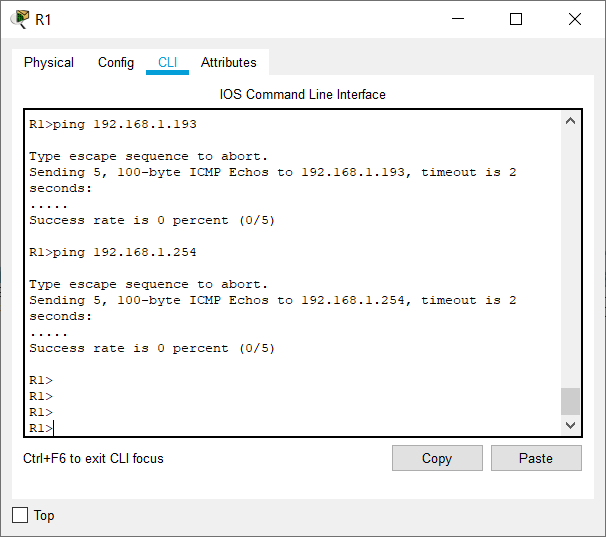 R1
Physical Config CLI Attributes
IOS Command Line Interface
R1>ping 192.168.1.193
Type escape sequence to abort.
Sending 5, 100-byte ICMP Echos to 192.168.1.193, timeout is 2
seconds:
.....
Success rate is 0 percent (0/5)
R1>ping 192.168.1.254
Type escape sequence to abort.
Sending 5, 100-byte ICMP Echos to 192.168.1.254, timeout is 2
seconds:
.....
Success rate is 0 percent (0/5)
R1>
R1>
R1>
R1>
Ctrl+F6 to exit CLI focus Copy Paste
Top